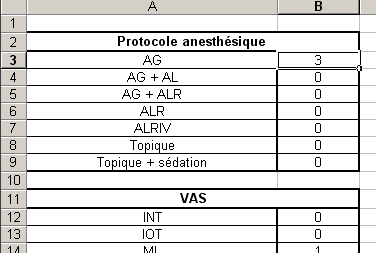 A B
1
2 Protocole anesthésique
3 AG 3
4 AG + AL 0
5 AG + ALR 0
6 ALR 0
7 ALRIV 0
8 Topique 0
9 Topique + sédation 0
10
11 VAS
12 INT 0
13 IOT 0
14 1